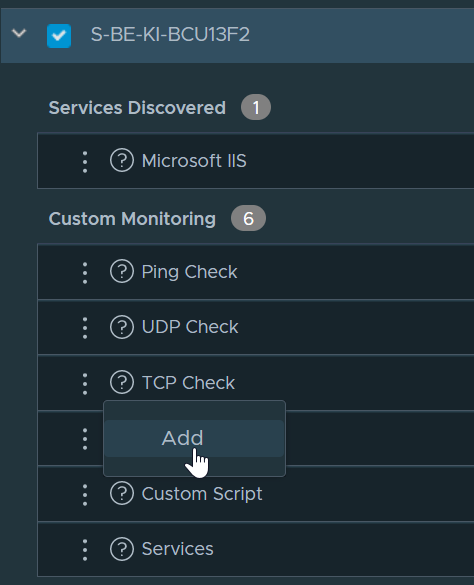 S-BE-KI-BCU13F2
Services Discovered 1
? Microsoft IIS
Custom Monitoring 6
? Ping Check
? UDP Check
? TCP Check
Add
? Custom Script
? Services